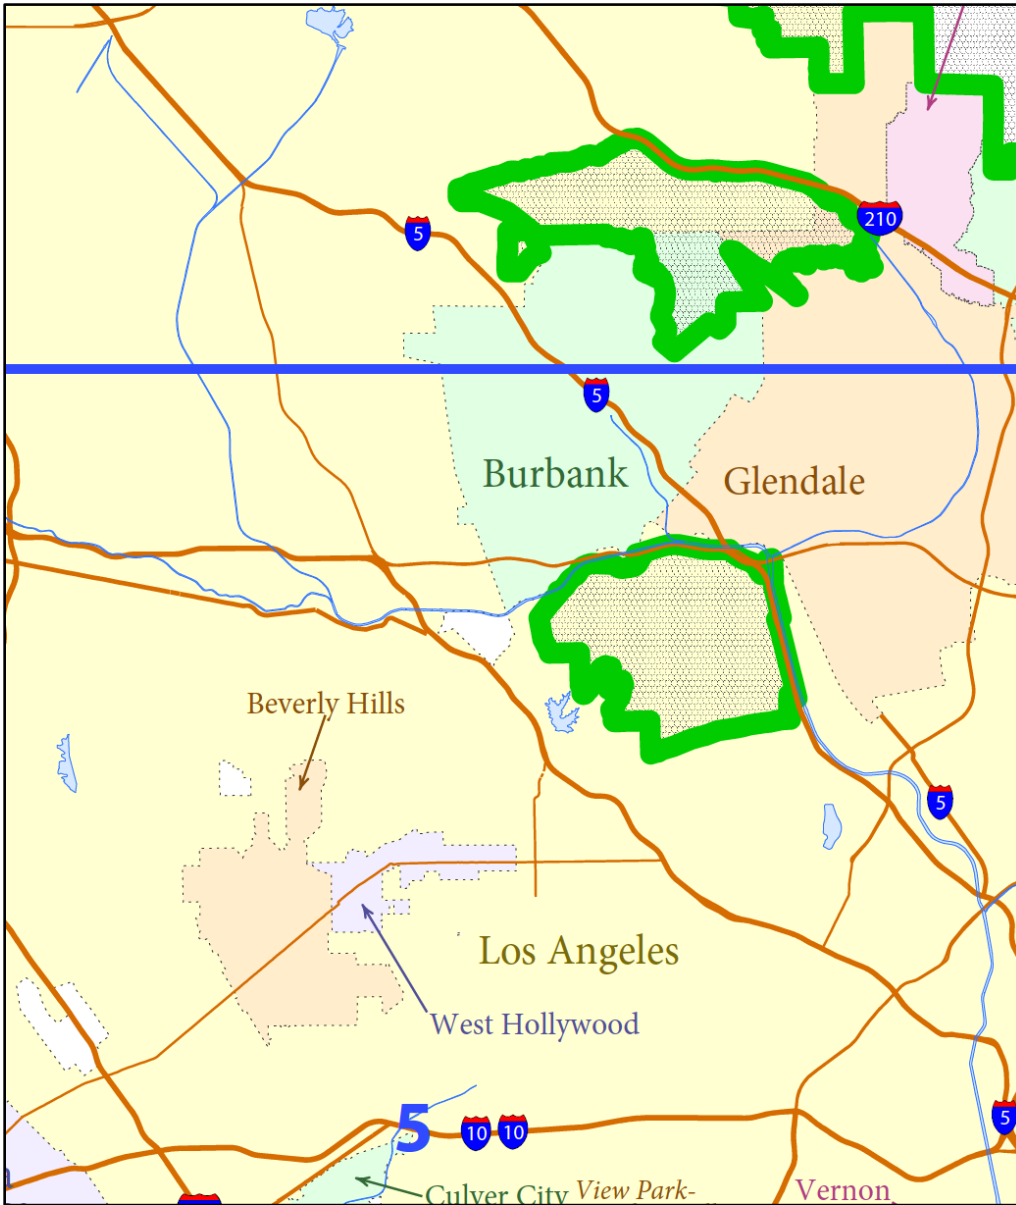 210
5
5
Burbank
Glendale
Beverly Hills
5
Los Angeles
West Hollywood
5
10
10
5
Culver City
View Park-
Vernon